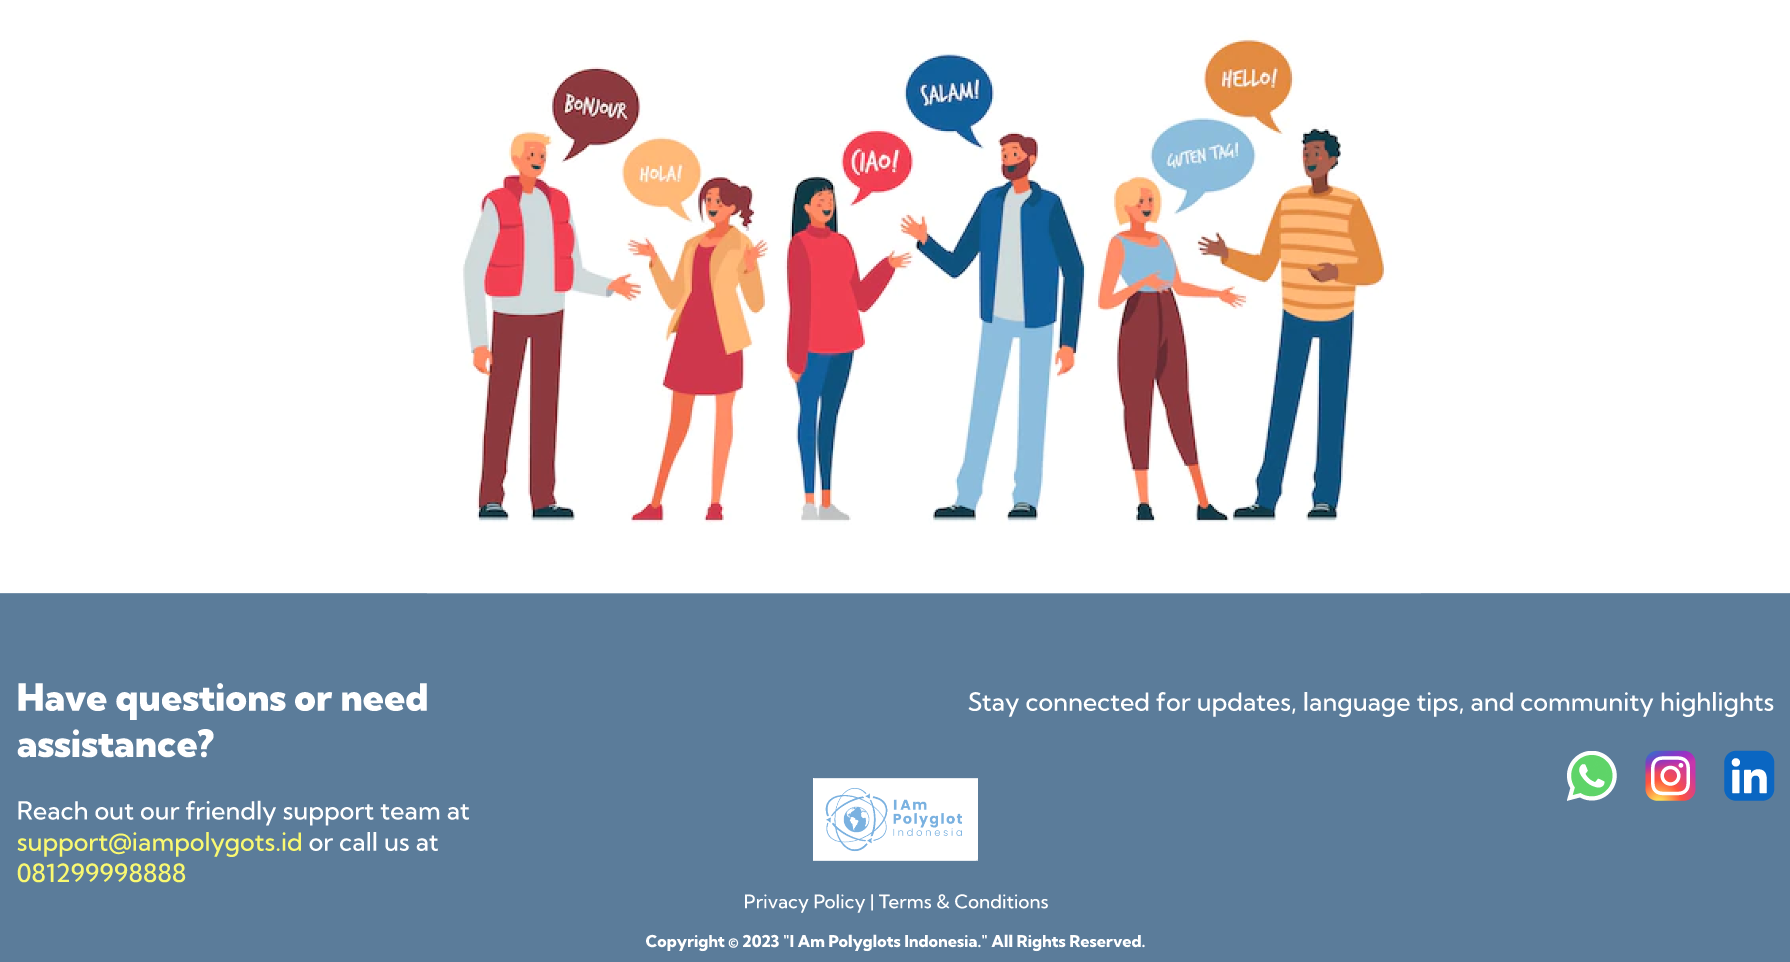 BONJOUR
HOLA!
CIAO!
SALAM!
GUTEN TAG!
HELLO!
Have questions or need
assistance?
Reach out our friendly support team at
support@iampolygots.id or call us at
081299998888
Stay connected for updates, language tips, and community highlights
in
I Am
Polyglot
Indonesia
Privacy Policy | Terms & Conditions
Copyright © 2023 "I Am Polyglots Indonesia." All Rights Reserved.